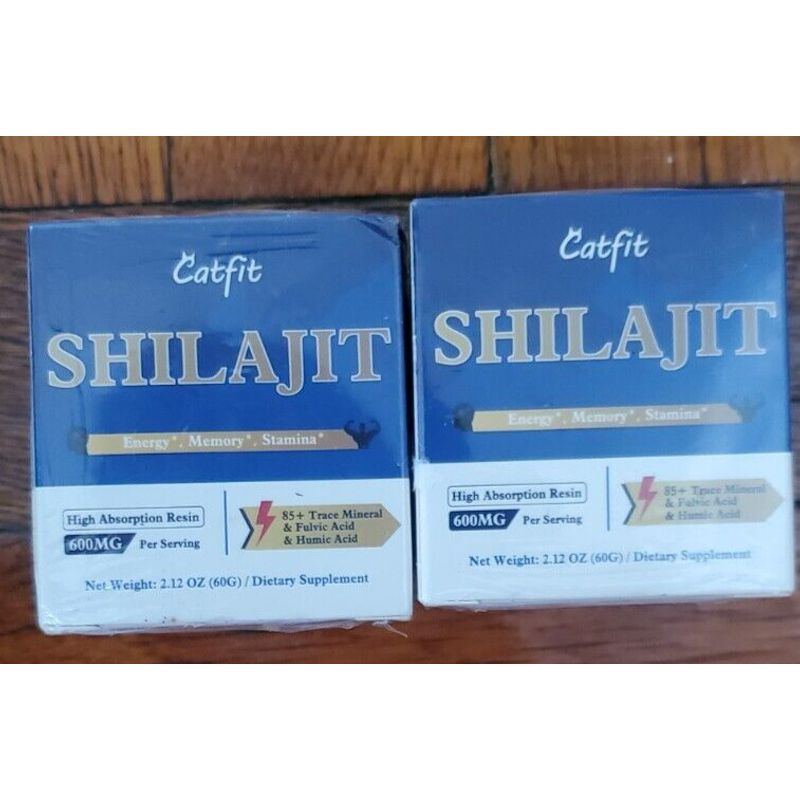 Catfit
SHILAJIT
Energy*, Memory*, Stamina*
High Absorption Resin
600MG Per Serving
85+ Trace Mineral
& Fulvic Acid
& Humic Acid
Net Weight: 2.12 OZ (60G) / Dietary Supplement
Catfit
SHILAJIT
Energy*, Memory*, Stamina*
High Absorption Resin
600MG Per Serving
85+ Trace Mineral
& Fulvic Acid
& Humic Acid
Net Weight: 2.12 OZ (60G) / Dietary Supplement